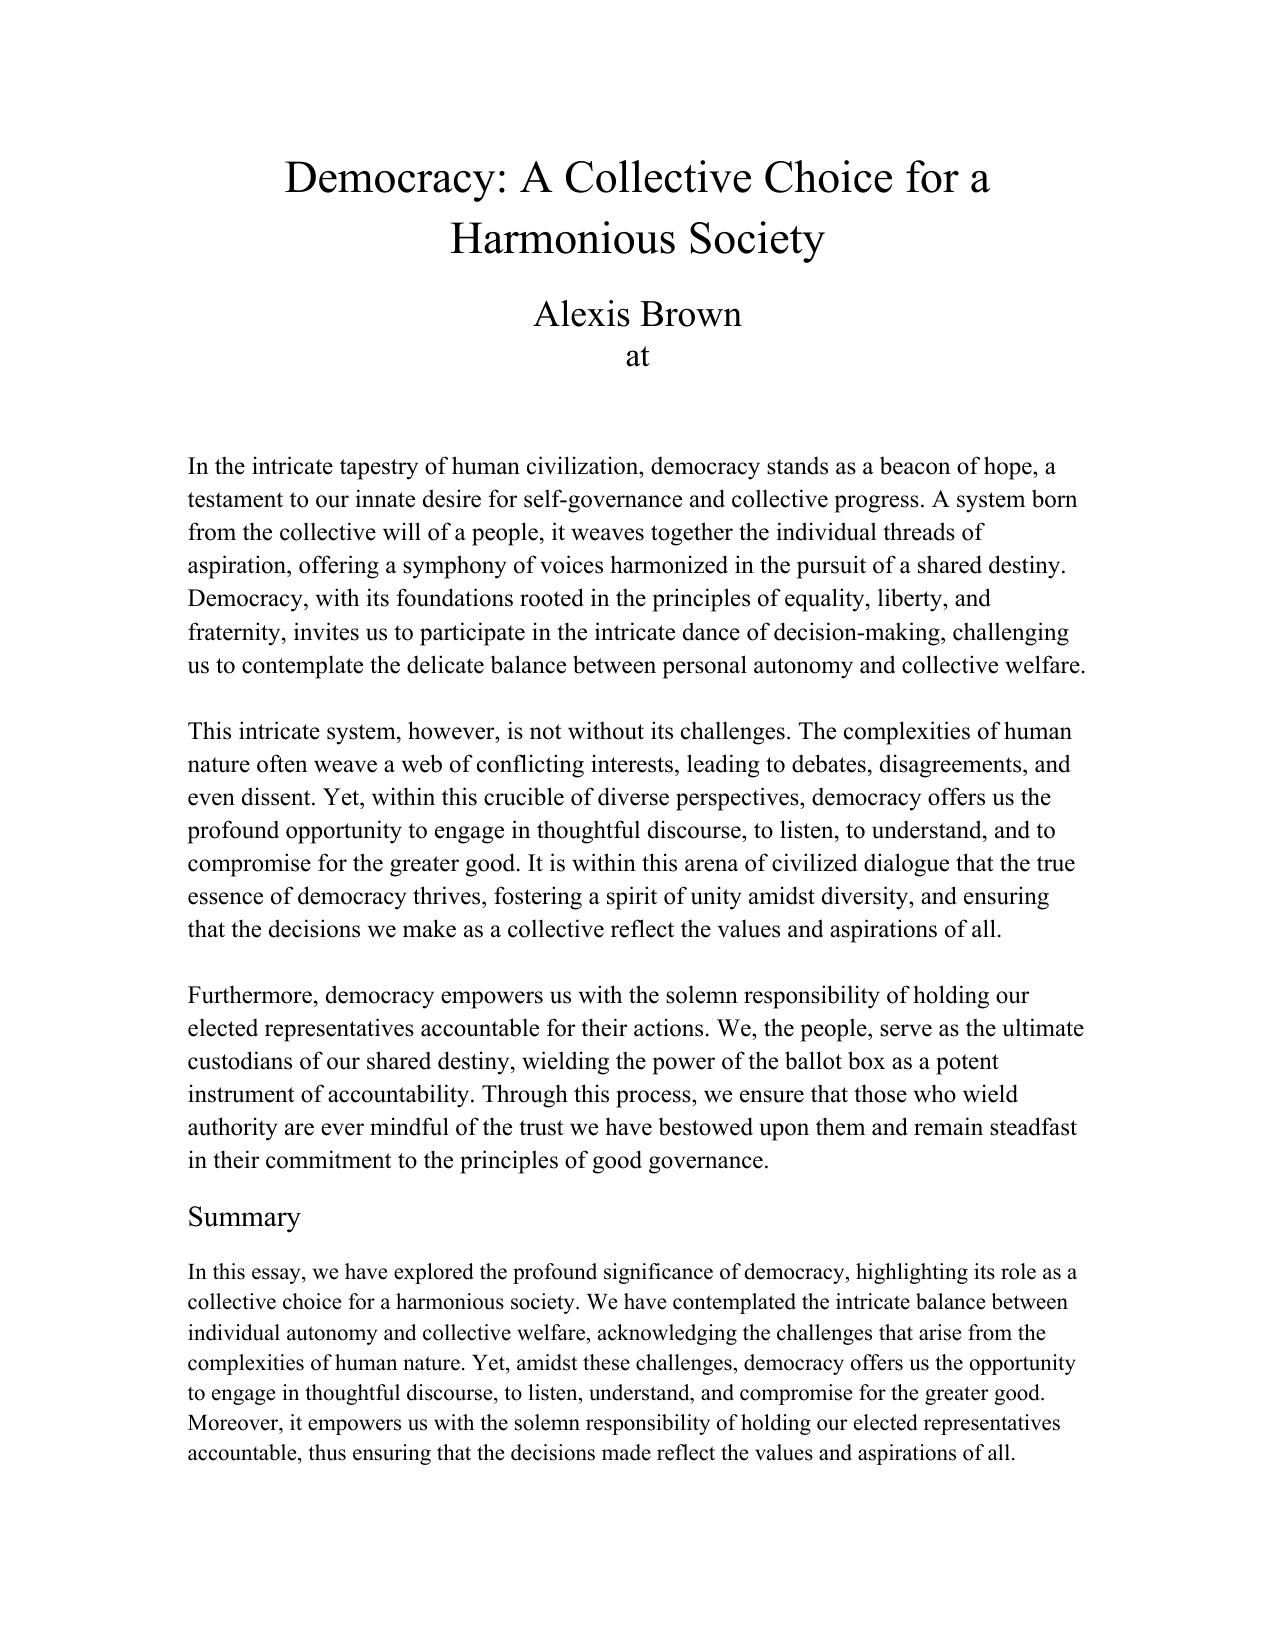 Democracy: A Collective Choice for a
Harmonious Society
Alexis Brown
at
In the intricate tapestry of human civilization, democracy stands as a beacon of hope, a
testament to our innate desire for self-governance and collective progress. A system born
from the collective will of a people, it weaves together the individual threads of
aspiration, offering a symphony of voices harmonized in the pursuit of a shared destiny.
Democracy, with its foundations rooted in the principles of equality, liberty, and
fraternity, invites us to participate in the intricate dance of decision-making, challenging
us to contemplate the delicate balance between personal autonomy and collective welfare.
This intricate system, however, is not without its challenges. The complexities of human
nature often weave a web of conflicting interests, leading to debates, disagreements, and
even dissent. Yet, within this crucible of diverse perspectives, democracy offers us the
profound opportunity to engage in thoughtful discourse, to listen, to understand, and to
compromise for the greater good. It is within this arena of civilized dialogue that the true
essence of democracy thrives, fostering a spirit of unity amidst diversity, and ensuring
that the decisions we make as a collective reflect the values and aspirations of all.
Furthermore, democracy empowers us with the solemn responsibility of holding our
elected representatives accountable for their actions. We, the people, serve as the ultimate
custodians of our shared destiny, wielding the power of the ballot box as a potent
instrument of accountability. Through this process, we ensure that those who wield
authority are ever mindful of the trust we have bestowed upon them and remain steadfast
in their commitment to the principles of good governance.
Summary
In this essay, we have explored the profound significance of democracy, highlighting its role as a
collective choice for a harmonious society. We have contemplated the intricate balance between
individual autonomy and collective welfare, acknowledging the challenges that arise from the
complexities of human nature. Yet, amidst these challenges, democracy offers us the opportunity
to engage in thoughtful discourse, to listen, understand, and compromise for the greater good.
Moreover, it empowers us with the solemn responsibility of holding our elected representatives
accountable, thus ensuring that the decisions made reflect the values and aspirations of all.